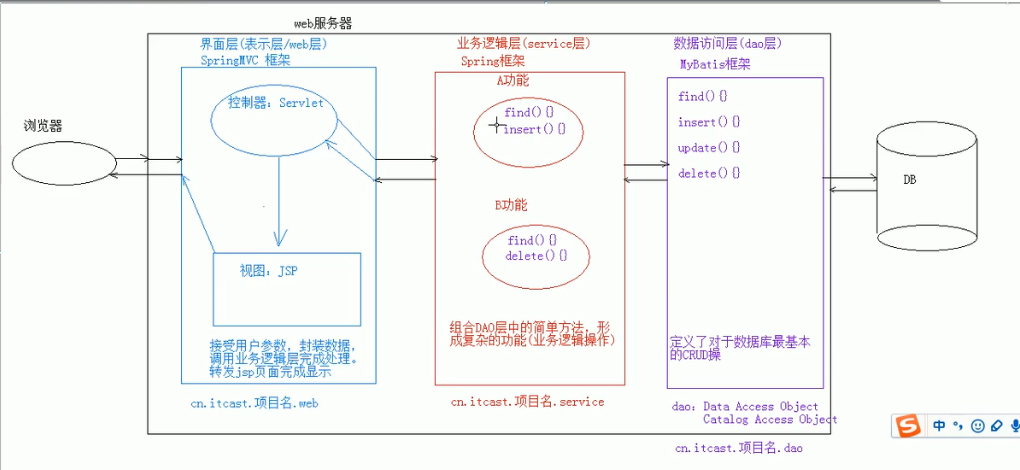 web服务器
浏览器
界面层(表示层/web层)
SpringMVC 框架
控制器: Servlet
视图: JSP
接受用户参数，封装数据，
调用业务逻辑层完成处理。
转发jsp页面完成显示
cn.itcast.项目名.web
业务逻辑层(service层)
Spring框架
A功能
find(){}
insert(){}
B功能
find(){}
delete(){}
组合DAO层中的简单方法，形
成复杂的功能(业务逻辑操作)
cn.itcast.项目名.service
数据访问层(dao层)
MyBatis框架
find(){}
insert(){}
update(){}
delete(){}
定义了对于数据库最基本
的CRUD操
dao: Data Access Object
Catalog Access Object
cn.itcast.项目名.dao
DB
S 中